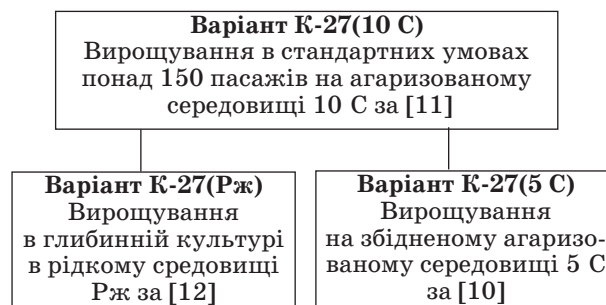 Варіант К-27(10 С)
Вирощування в стандартних умовах
понад 150 пасажів на агаризованому
середовищі 10 С за [11]
Варіант К-27(Рж)
Вирощування
в глибинній культурі
в рідкому средовищі
Рж за [12]
Варіант К-27(5 С)
Вирощування
на збідненому агаризо-
ваному середовищі 5 С
за [10]